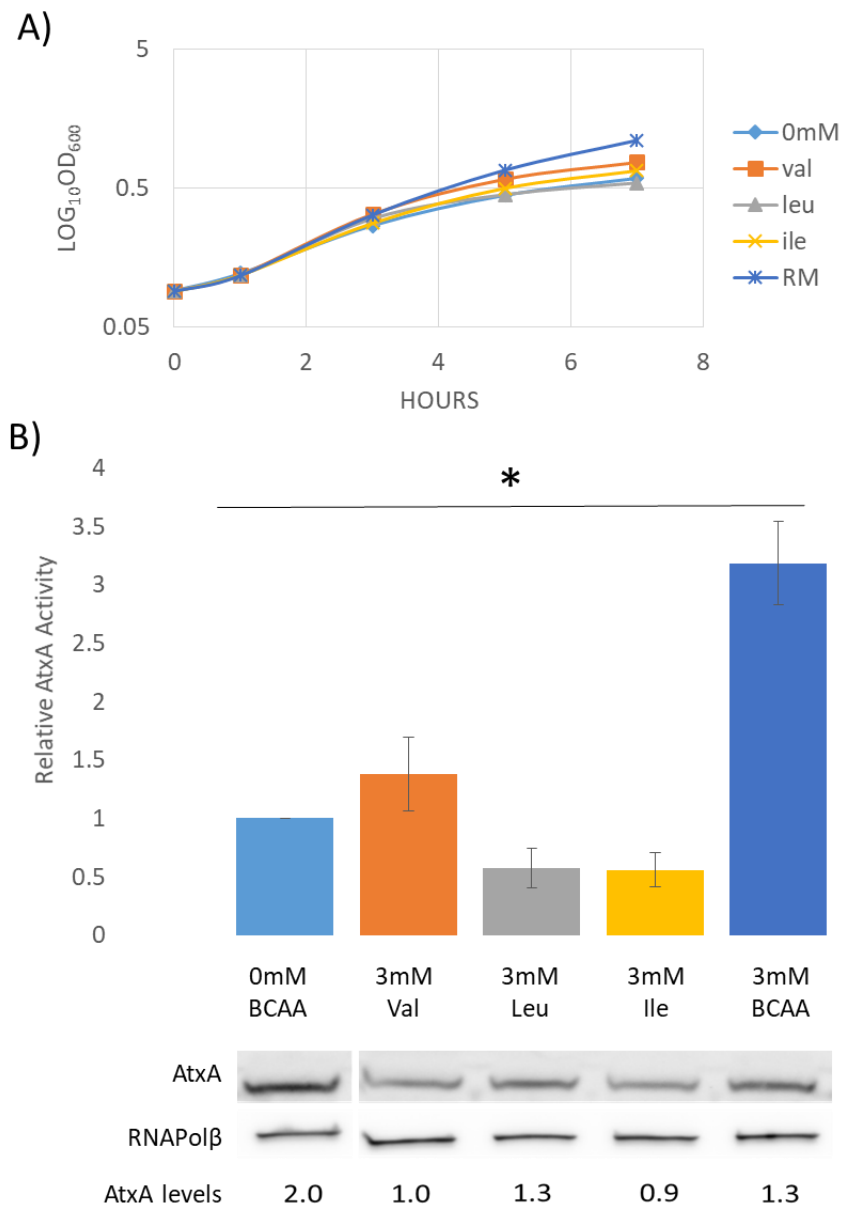 A)
5
0.5
0.05
LOG₁₀OD₆₀₀
0 2 4 6 8
HOURS
0mM
val
leu
ile
RM
B)
4
3.5
3
2.5
2
1.5
1
0.5
0
Relative AtxA Activity
*
0mM BCAA
3mM Val
3mM Leu
3mM Ile
3mM BCAA
AtxA
RNAPolβ
AtxA levels 2.0 1.0 1.3 0.9 1.3